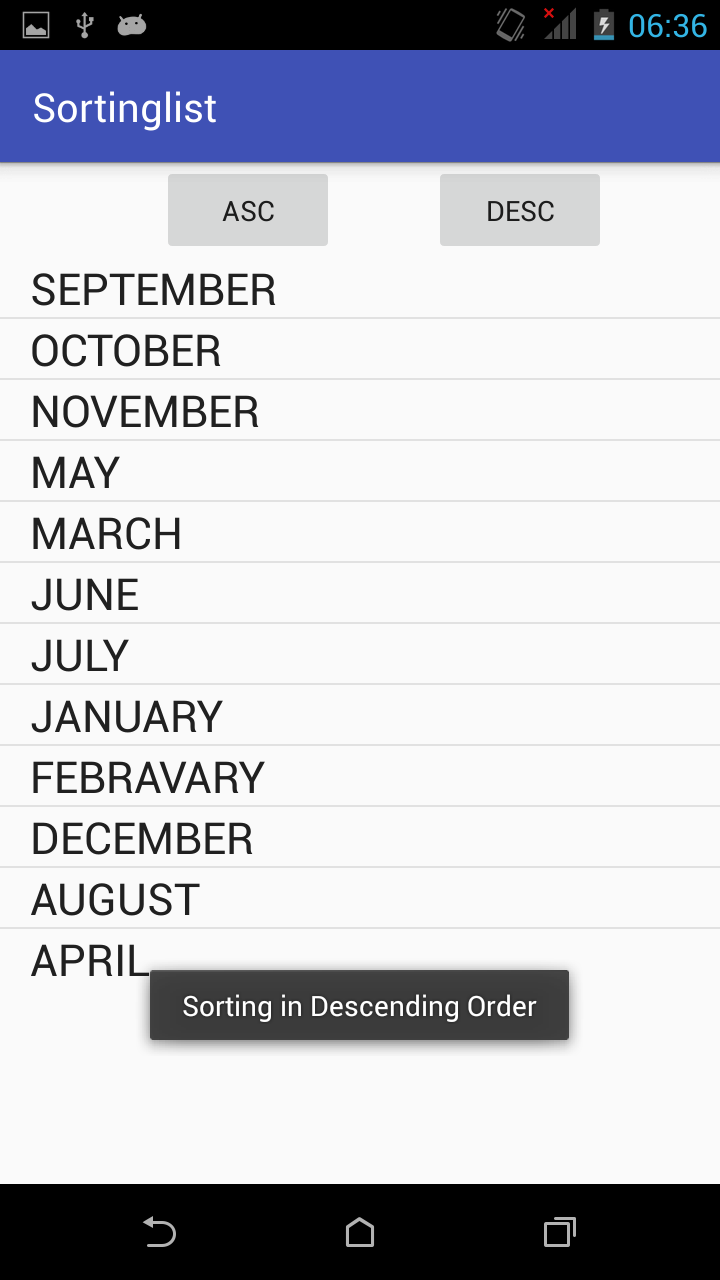 06:36
Sortinglist
ASC DESC
SEPTEMBER
OCTOBER
NOVEMBER
MAY
MARCH
JUNE
JULY
JANUARY
FEBRAVARY
DECEMBER
AUGUST
APRIL
Sorting in Descending Order